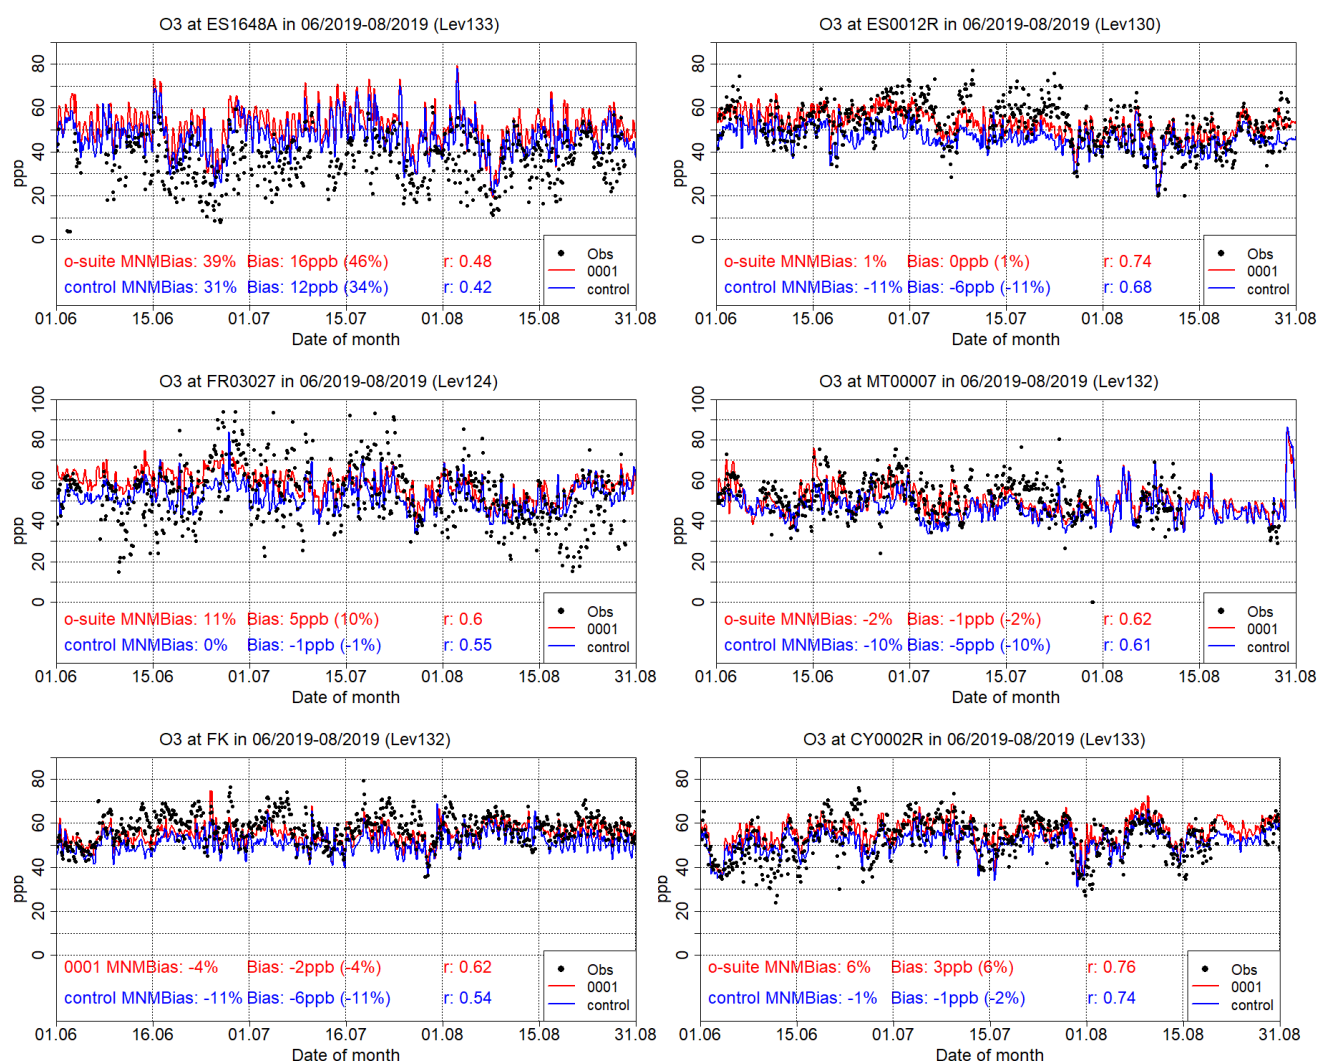 O3 at ES1648A in 06/2019-08/2019 (Lev133)
ppb
0 20 40 60 80
o-suite MNMBias: 39% Bias: 16ppb (46%) r: 0.48
control MNMBias: 31% Bias: 12ppb (34%) r: 0.42
Obs
0001
control
01.06 15.06 01.07 15.07 01.08 15.08 31.08
Date of month
O3 at ES0012R in 06/2019-08/2019 (Lev130)
ppb
0 20 40 60 80
o-suite MNMBias: 1% Bias: 0ppb (1%) r: 0.74
control MNMBias: -11% Bias: -6ppb (-11%) r: 0.68
Obs
0001
control
01.06 15.06 01.07 15.07 01.08 15.08 31.08
Date of month
O3 at FR03027 in 06/2019-08/2019 (Lev124)
ppb
0 20 40 60 80 100
o-suite MNMBias: 11% Bias: 5ppb (10%) r: 0.6
control MNMBias: 0% Bias: -1ppb (-1%) r: 0.55
Obs
0001
control
01.06 15.06 01.07 15.07 01.08 15.08 31.08
Date of month
O3 at MT00007 in 06/2019-08/2019 (Lev132)
ppb
0 20 40 60 80 100
o-suite MNMBias: -2% Bias: -1ppb (-2%) r: 0.62
control MNMBias: -10% Bias: -5ppb (-10%) r: 0.61
Obs
0001
control
01.06 15.06 01.07 15.07 01.08 15.08 31.08
Date of month
O3 at FK in 06/2019-08/2019 (Lev132)
ppb
0 20 40 60 80
0001 MNMBias: -4% Bias: -2ppb (-4%) r: 0.62
control MNMBias: -11% Bias: -6ppb (-11%) r: 0.54
Obs
0001
control
01.06 16.06 01.07 16.07 01.08 16.08 31.08
Date of month
O3 at CY0002R in 06/2019-08/2019 (Lev133)
ppb
0 20 40 60 80
o-suite MNMBias: 6% Bias: 3ppb (6%) r: 0.76
control MNMBias: -1% Bias: -1ppb (-2%) r: 0.74
Obs
0001
control
01.06 15.06 01.07 15.07 01.08 15.08 31.08
Date of month